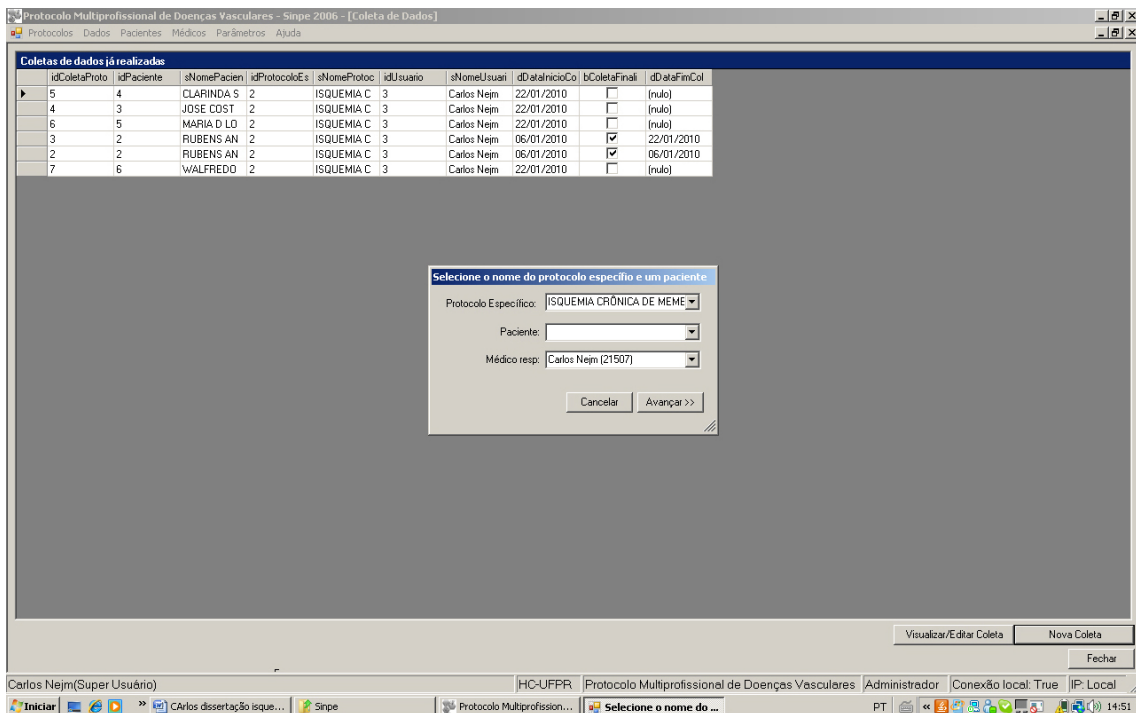 Protocolo Multiprofissional de Doenças Vasculares - Sinpe 2006 - [Coleta de Dados]
Protocolos Dados Pacientes Médicos Parâmetros Ajuda
Coletas de dados já realizadas
idColetaProto idPaciente sNomePacien idProtocoloEs sNomeProtoc idUsuario sNomeUsuari dDataInicioCo bColetaFinali dDataFimCol
5 4 CLARINDA S 2 ISQUEMIA C 3 Carlos Nejm 22/01/2010 (nulo)
4 3 JOSE COST 2 ISQUEMIA C 3 Carlos Nejm 22/01/2010 (nulo)
6 5 MARIA D LO 2 ISQUEMIA C 3 Carlos Nejm 22/01/2010 (nulo)
3 2 RUBENS AN 2 ISQUEMIA C 3 Carlos Nejm 06/01/2010 22/01/2010
2 2 RUBENS AN 2 ISQUEMIA C 3 Carlos Nejm 06/01/2010 06/01/2010
7 6 WALFREDO 2 ISQUEMIA C 3 Carlos Nejm 22/01/2010 (nulo)
Selecione o nome do protocolo específio e um paciente
Protocolo Específico: ISQUEMIA CRÔNICA DE MEME
Paciente:
Médico resp: Carlos Nejm (21507)
Cancelar Avançar >>
Visualizar/Editar Coleta Nova Coleta
Fechar
Carlos Nejm(Super Usuário) HC-UFPR Protocolo Multiprofissional de Doenças Vasculares Administrador Conexão local: True IP: Local
Iniciar » CArlos dissertação isque... Sinpe Protocolo Multiprofission... Selecione o nome do ... PT « 14:51